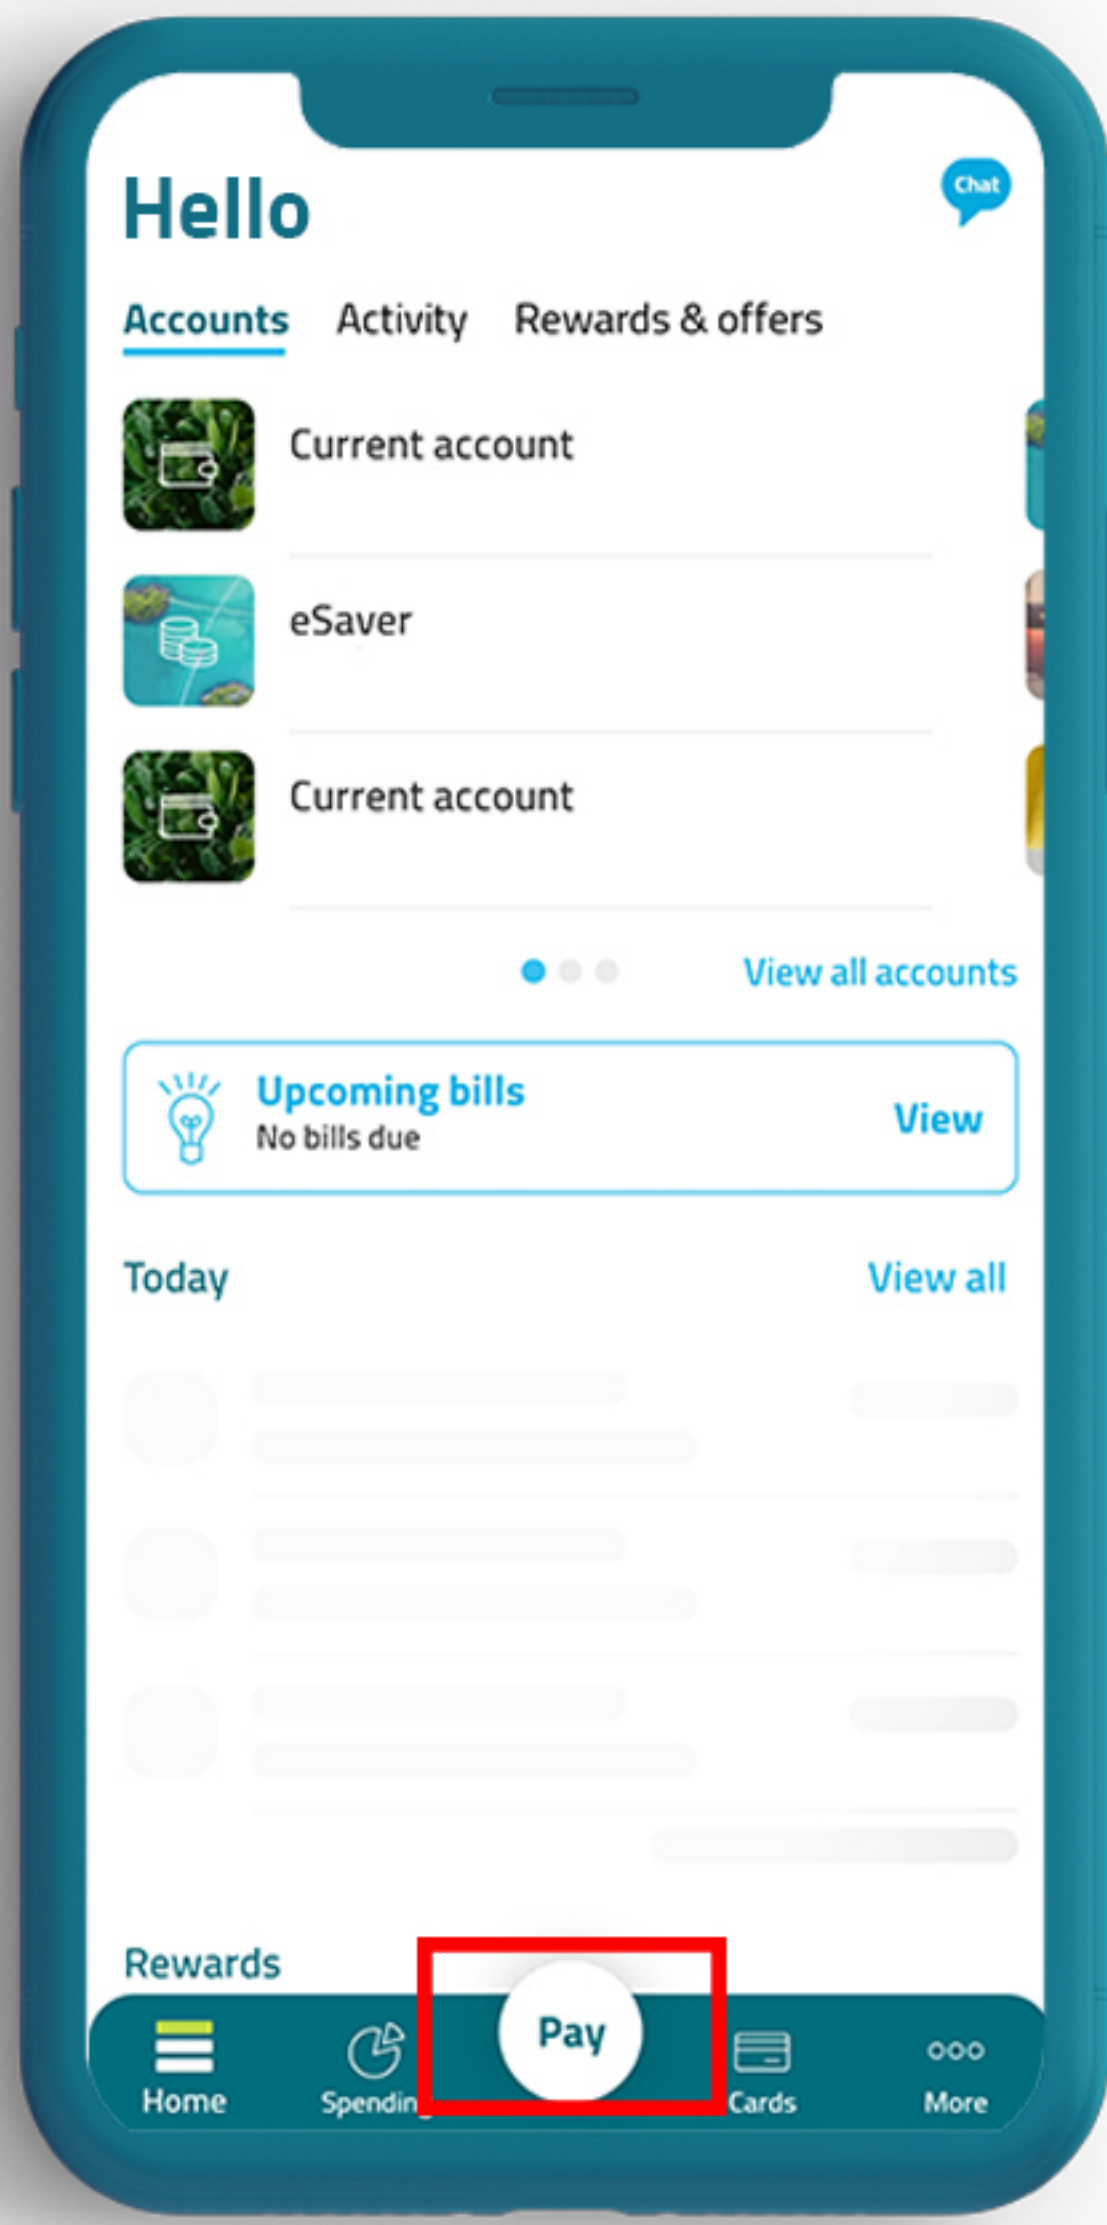 Hello
Chat
Accounts Activity Rewards & offers
Current account
eSaver
Current account
View all accounts
Upcoming bills
No bills due
View
Today View all
Rewards
Pay
Home Spending Cards More